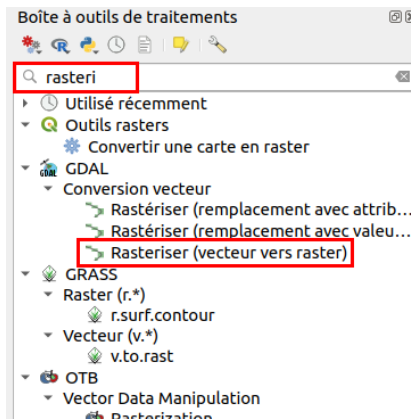 Boîte à outils de traitements
rasteri
Utilisé récemment
Outils rasters
Convertir une carte en raster
GDAL
Conversion vecteur
Rastériser (remplacement avec attrib...
Rastériser (remplacement avec valeu...
Rasteriser (vecteur vers raster)
GRASS
Raster (r.*)
r.surf.contour
Vecteur (v.*)
v.to.rast
OTB
Vector Data Manipulation
Rasterization